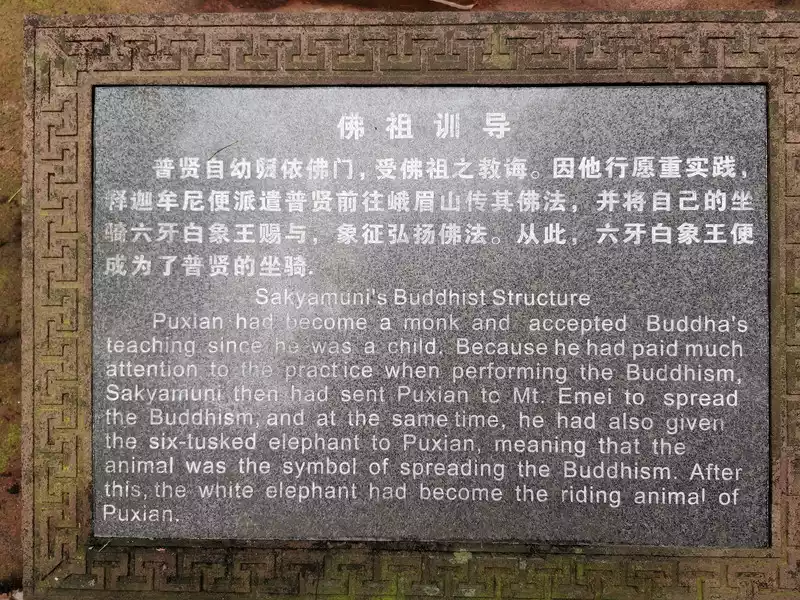 佛祖训导
普贤自幼皈依佛门，受佛祖之教诲。因他行愿重实践，
释迦牟尼便派遣普贤前往峨眉山传其佛法，并将自己的坐
骑六牙白象王赐与，象征弘扬佛法。从此，六牙白象王便
成为了普贤的坐骑.
Sakyamuni's Buddhist Structure
Puxian had become a monk and accepted Buddha's
teaching since he was a child. Because he had paid much
attention to the practice when performing the Buddhism,
Sakyamuni then had sent Puxian to Mt. Emei to spread
the Buddhism, and at the same time, he had also given
the six-tusked elephant to Puxian, meaning that the
animal was the symbol of spreading the Buddhism. After
this, the white elephant had become the riding animal of
Puxian.